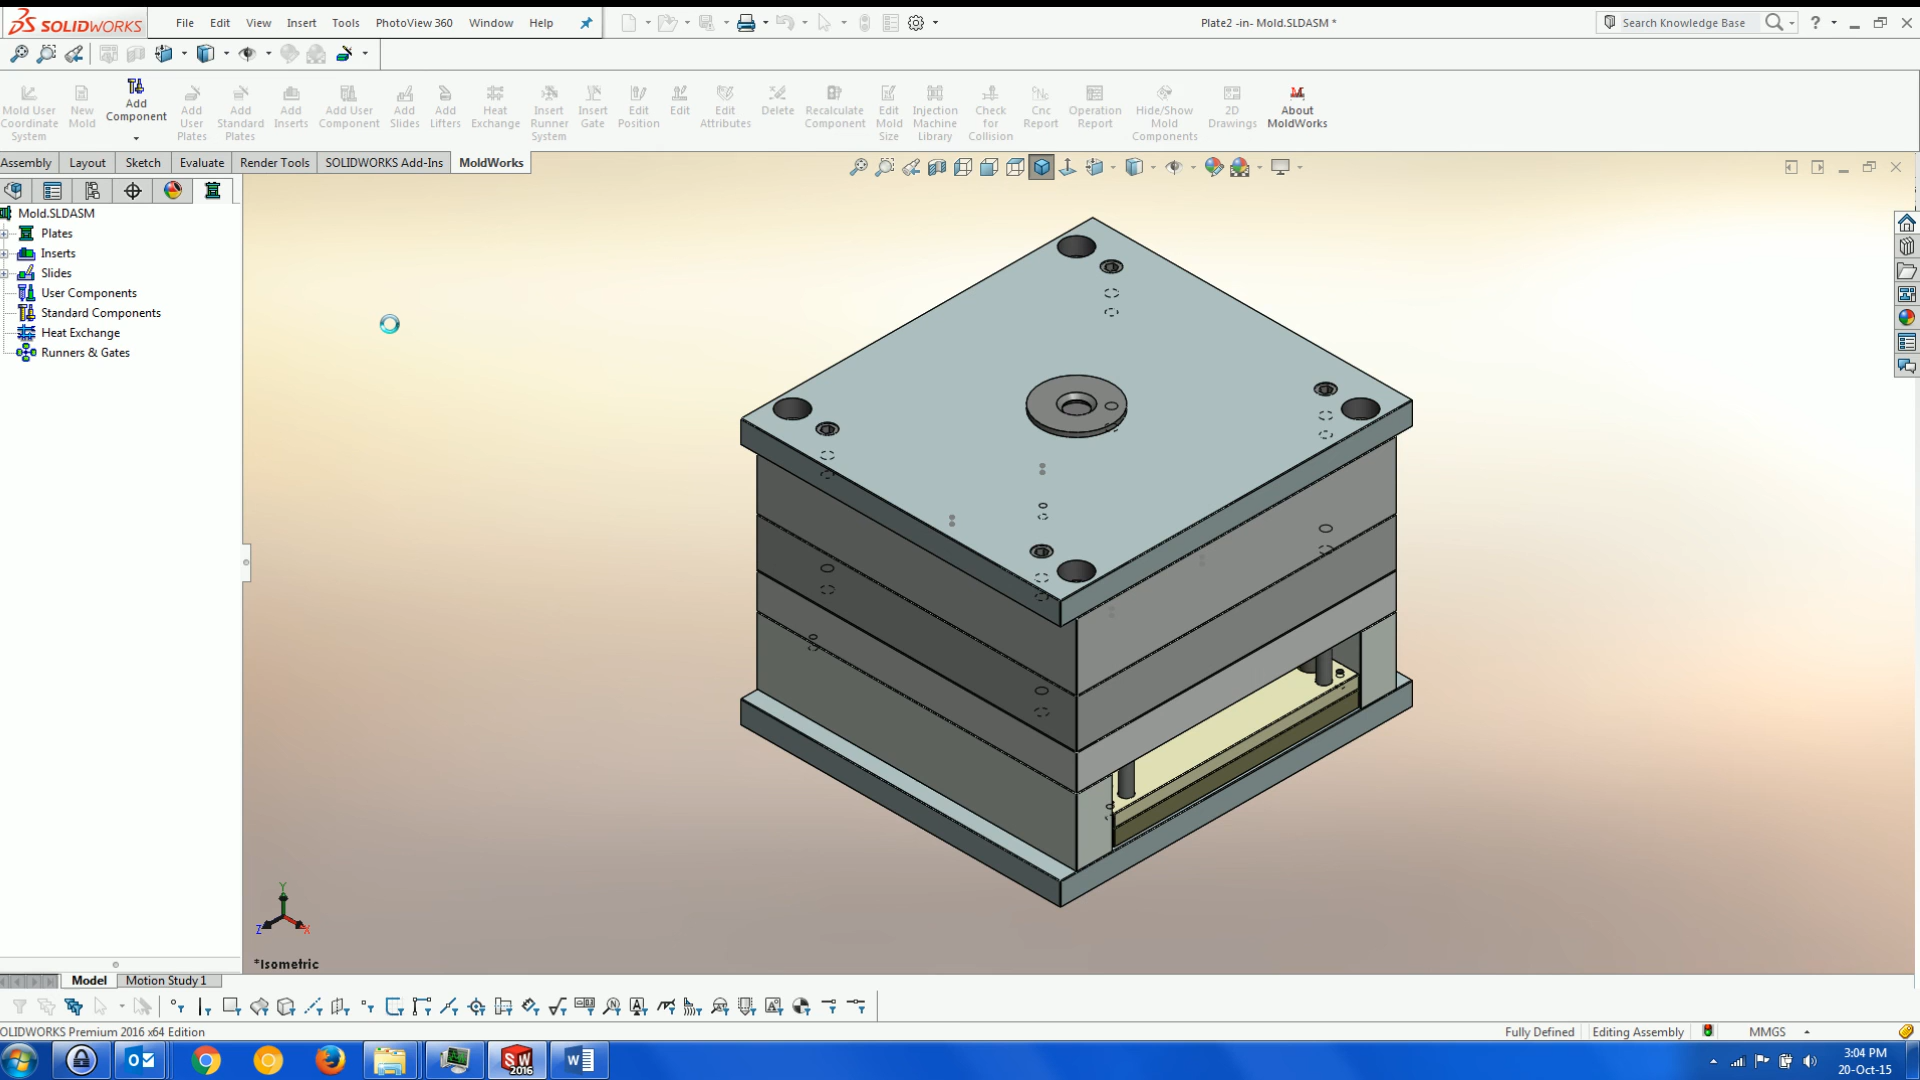 SOLIDWORKS File Edit View Insert Tools PhotoView 360 Window Help Plate2 -in- Mold.SLDASM * Search Knowledge Base ?
Mold User Coordinate System
New Mold
Add Component
Add User Plates
Add Standard Plates
Add Inserts
Add User Component
Add Slides
Add Lifters
Heat Exchange
Insert Runner System
Insert Gate
Edit Position
Edit
Edit Attributes
Delete
Recalculate Component
Edit Mold Size
Injection Machine Library
Check for Collision
Cnc Report
Operation Report
Hide/Show Mold Components
2D Drawings
About MoldWorks
Assembly Layout Sketch Evaluate Render Tools SOLIDWORKS Add-Ins MoldWorks
Mold.SLDASM
Plates
Inserts
Slides
User Components
Standard Components
Heat Exchange
Runners & Gates
Y
Z X
*Isometric
Model Motion Study 1
OLIDWORKS Premium 2016 x64 Edition Fully Defined Editing Assembly MMGS
SW 2016
3:04 PM
20-Oct-15